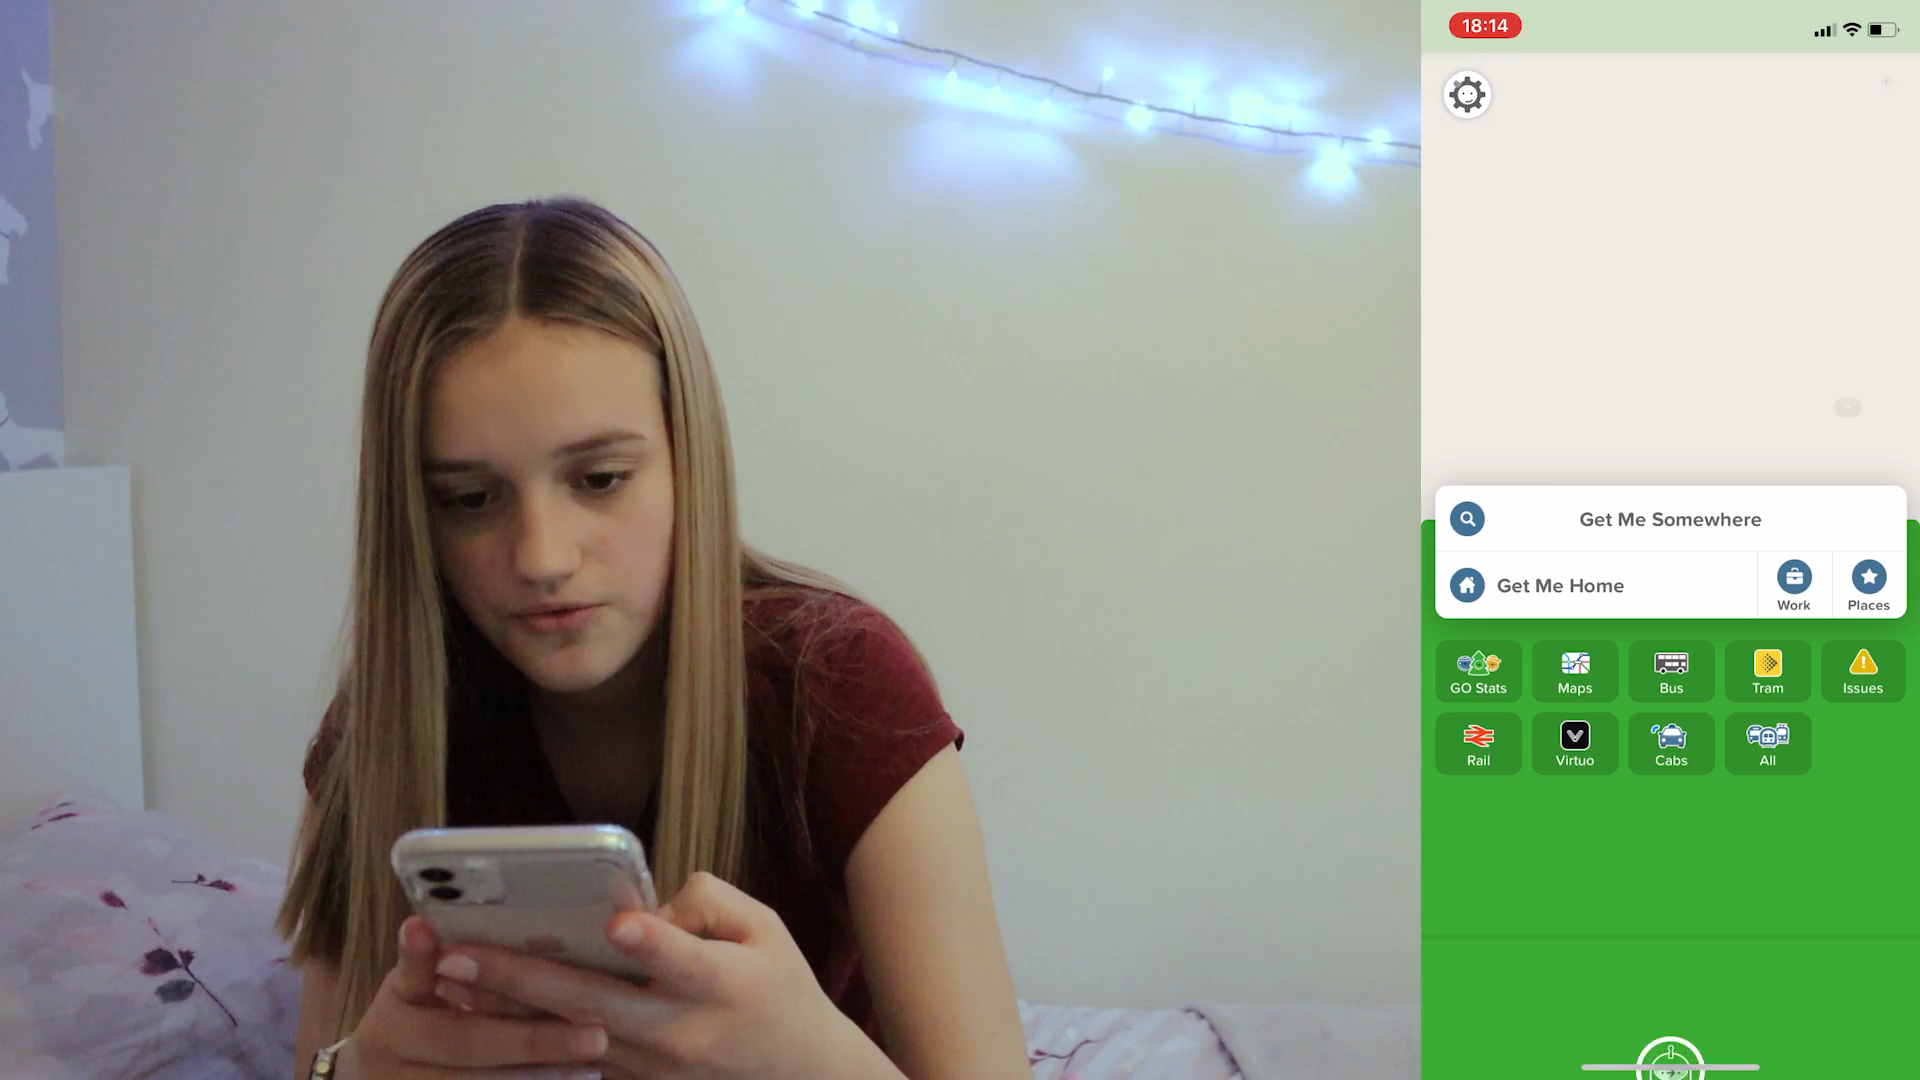 18:14
Get Me Somewhere
Get Me Home
Work
Places
GO Stats
Maps
Bus
Tram
Issues
Rail
Virtuo
Cabs
All